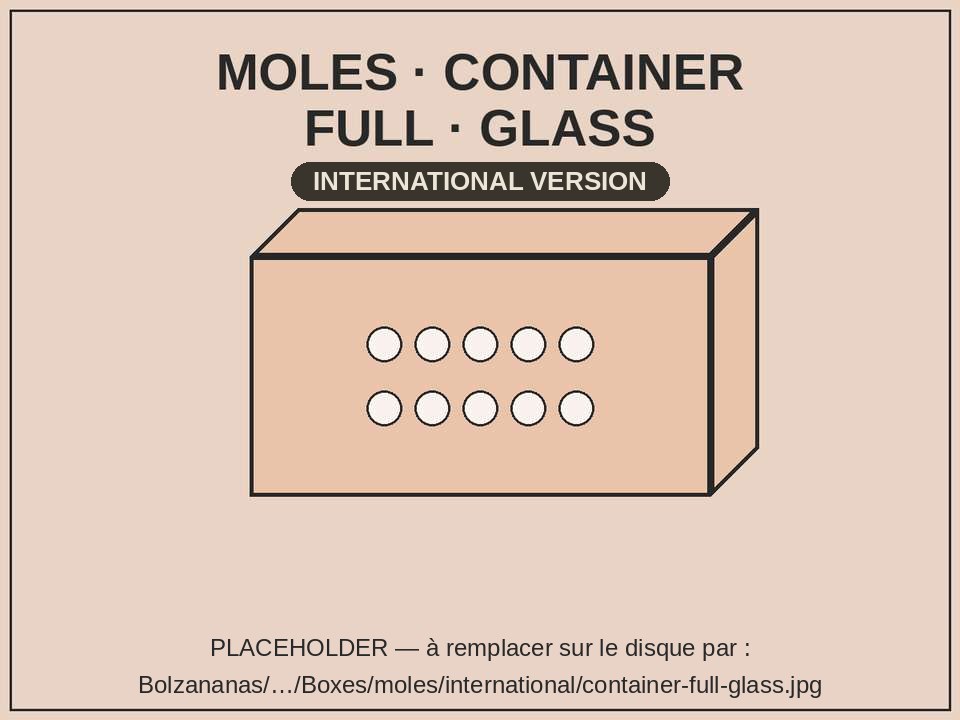 MOLES · CONTAINER
FULL · GLASS
INTERNATIONAL VERSION
PLACEHOLDER — à remplacer sur le disque par :
Bolzananas/…/Boxes/moles/international/container-full-glass.jpg